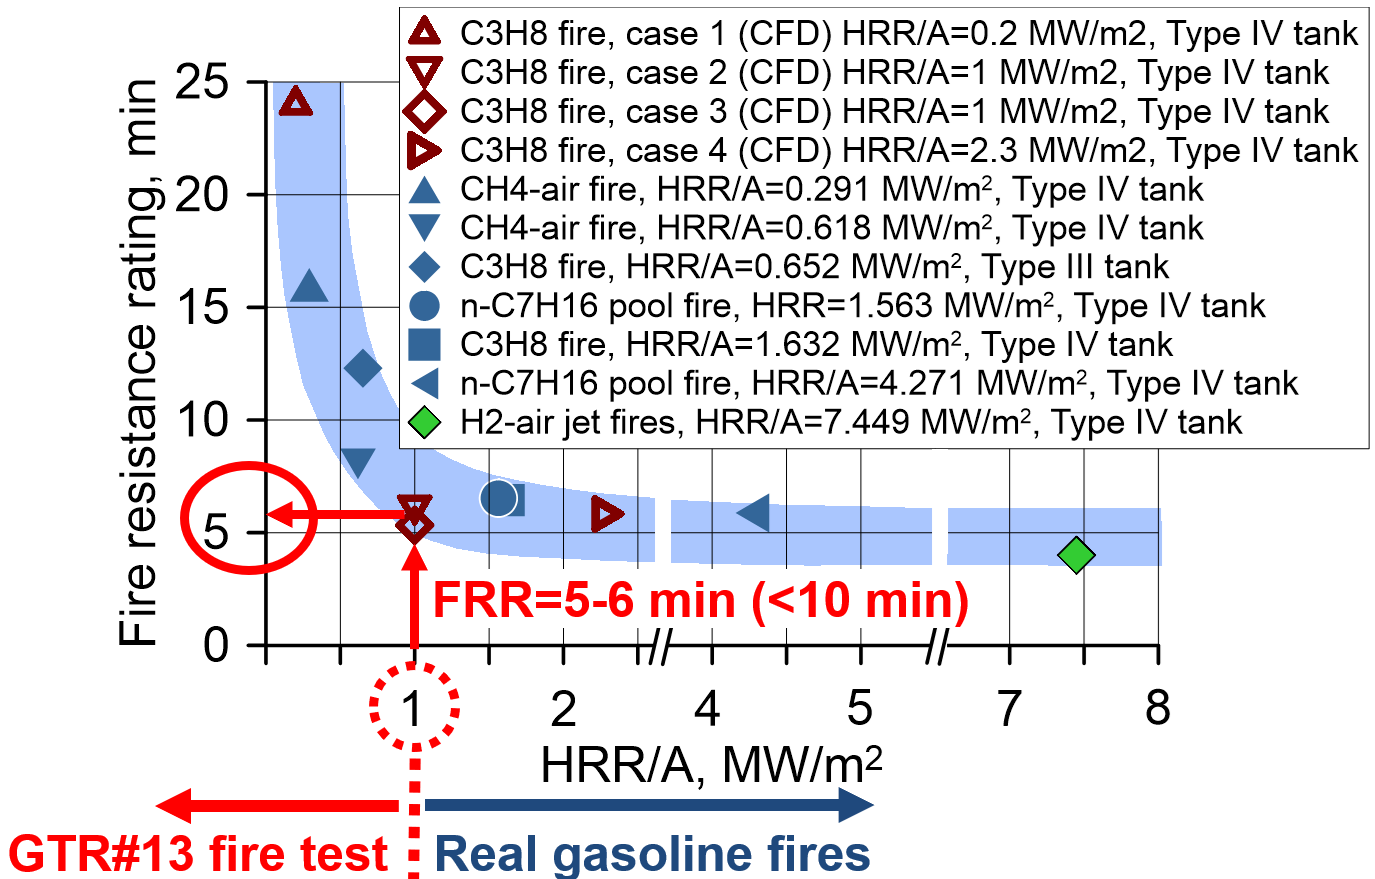 C3H8 fire, case 1 (CFD) HRR/A=0.2 MW/m2, Type IV tank
C3H8 fire, case 2 (CFD) HRR/A=1 MW/m2, Type IV tank
C3H8 fire, case 3 (CFD) HRR/A=1 MW/m2, Type IV tank
C3H8 fire, case 4 (CFD) HRR/A=2.3 MW/m2, Type IV tank
CH4-air fire, HRR/A=0.291 MW/m², Type IV tank
CH4-air fire, HRR/A=0.618 MW/m², Type IV tank
C3H8 fire, HRR/A=0.652 MW/m², Type III tank
n-C7H16 pool fire, HRR=1.563 MW/m², Type IV tank
C3H8 fire, HRR/A=1.632 MW/m², Type IV tank
n-C7H16 pool fire, HRR/A=4.271 MW/m², Type IV tank
H2-air jet fires, HRR/A=7.449 MW/m², Type IV tank
Fire resistance rating, min
25
20
15
10
5
0
FRR=5-6 min (<10 min)
1 2 4 5 7 8
HRR/A, MW/m²
GTR#13 fire test
Real gasoline fires